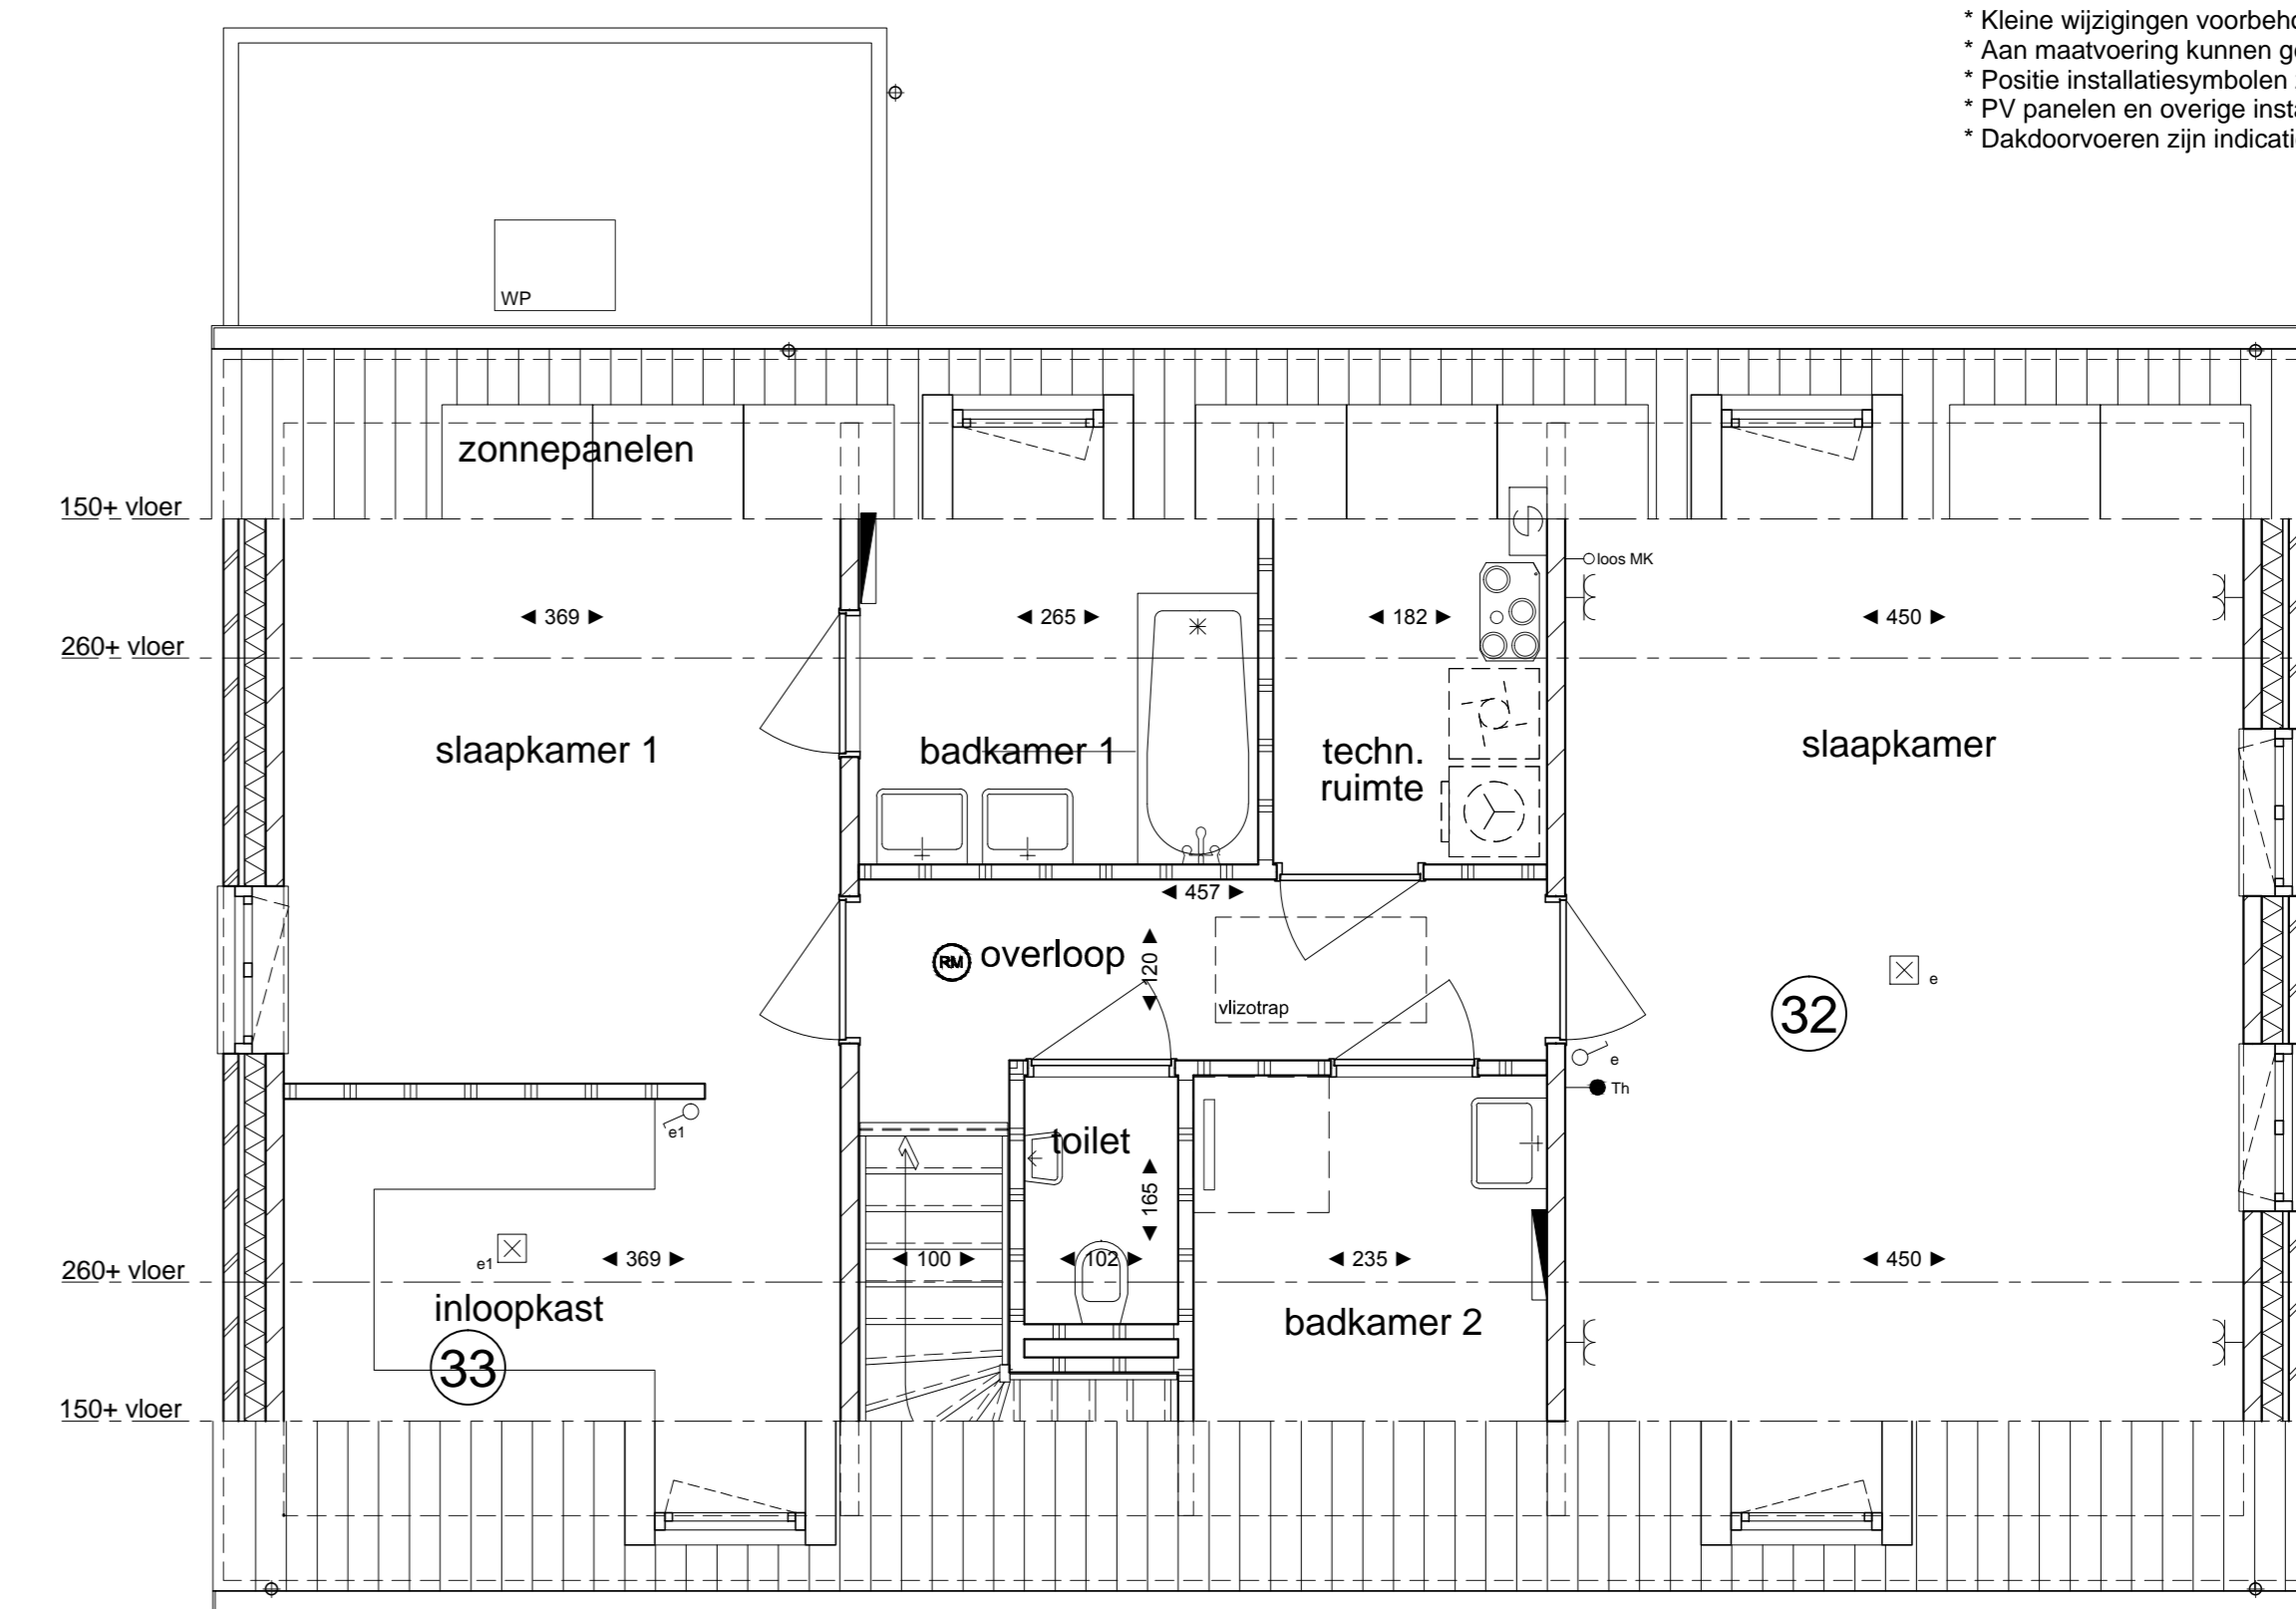 * Kleine wijzigingen voorbeho
* Aan maatvoering kunnen ge
* Positie installatiesymbolen
* PV panelen en overige insta
* Dakdoorvoeren zijn indicati
WP
zonnepanelen
150+ vloer
loos MK
369
265
182
450
260+ vloer
slaapkamer 1
badkamer 1
techn.
ruimte
slaapkamer
457
RM
overloop
120
vlizotrap
e
32
e
Th
e1
toilet
165
e1
369
100
102
235
450
260+ vloer
inloopkast
badkamer 2
33
150+ vloer